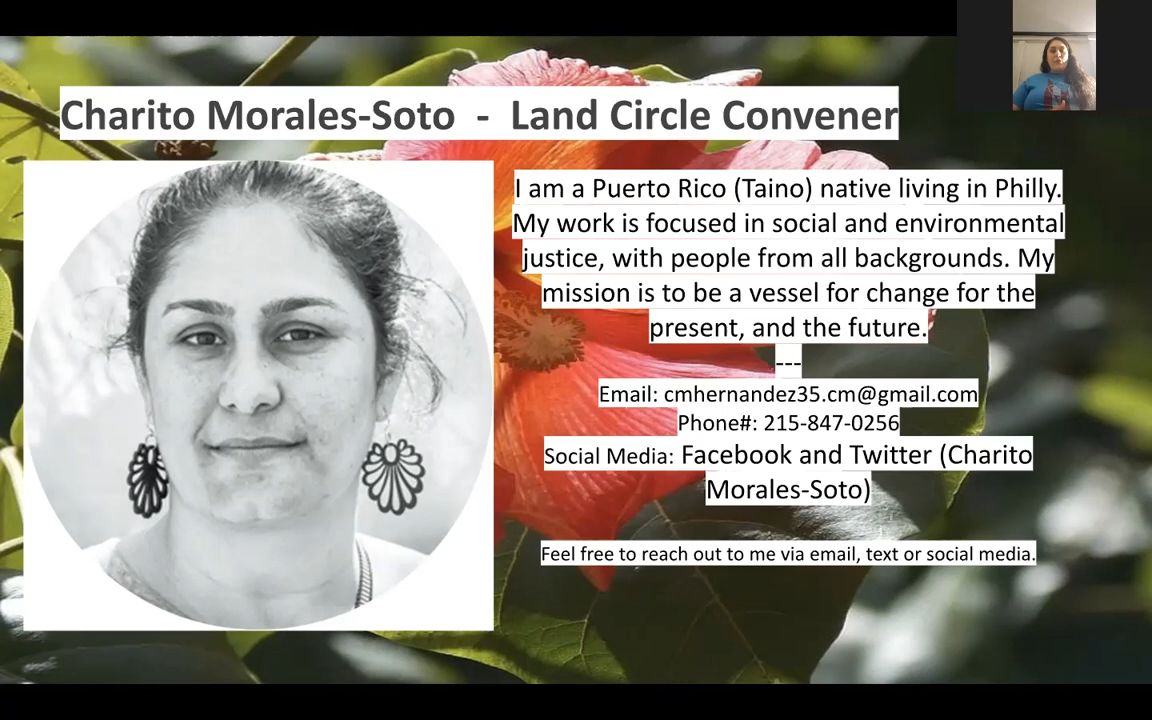 Charito Morales-Soto - Land Circle Convener
I am a Puerto Rico (Taino) native living in Philly.
My work is focused in social and environmental
justice, with people from all backgrounds. My
mission is to be a vessel for change for the
present, and the future.
---
Email: cmhernandez35.cm@gmail.com
Phone#: 215-847-0256
Social Media: Facebook and Twitter (Charito
Morales-Soto)
Feel free to reach out to me via email, text or social media.